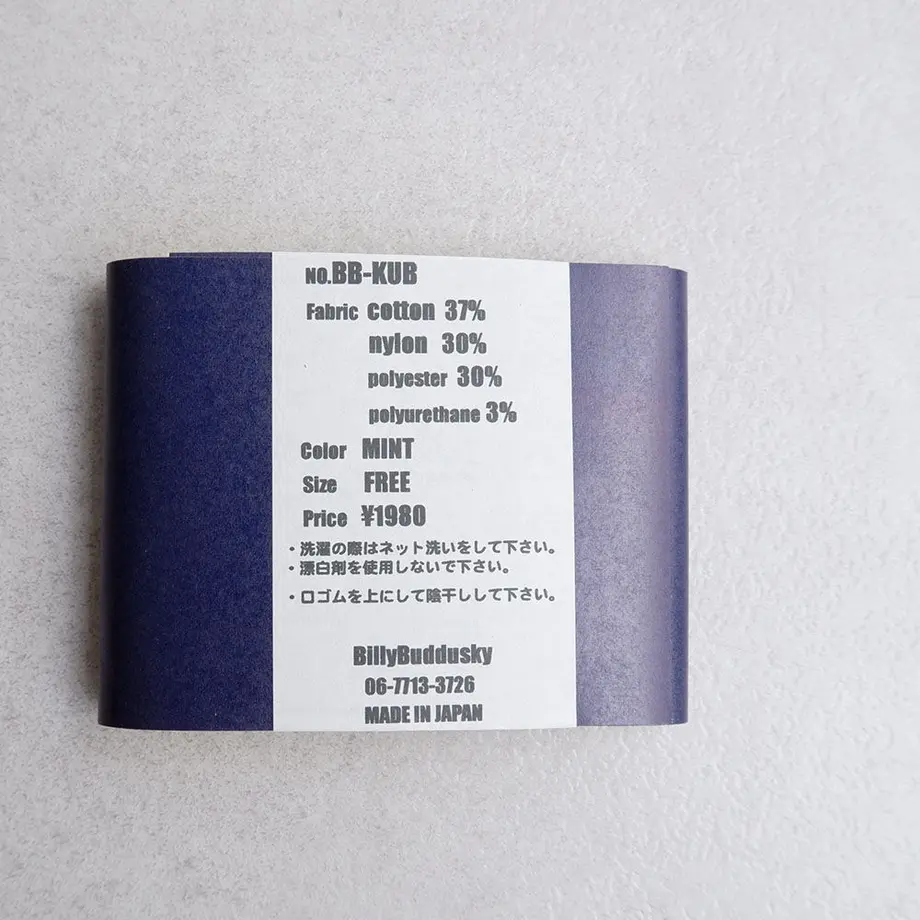 NO.BB-KUB
Fabric cotton 37%
nylon 30%
polyester 30%
polyurethane 3%
Color MINT
Size FREE
Price ¥1980
・洗濯の際はネット洗いをして下さい。
・漂白剤を使用しないで下さい。
・口ゴムを上にして陰干しして下さい。
BillyBuddusky
06-7713-3726
MADE IN JAPAN